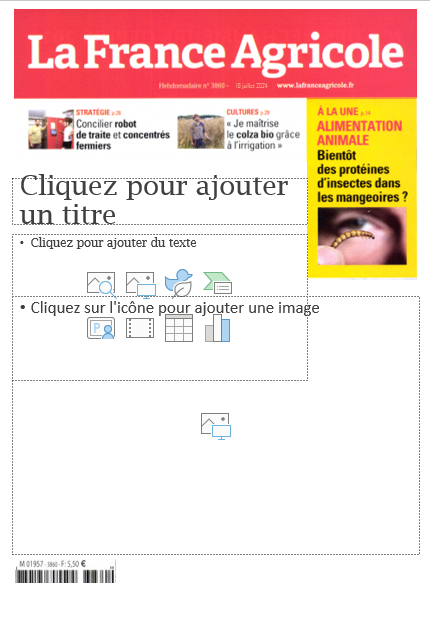 La France Agricole
Hebdomadaire n° 3860 - 18 juillet 2024 www.lafranceagricole.fr
STRATÉGIE p.28
Concilier robot
de traite et concentrés
fermiers
CULTURES p.29
« Je maîtrise
le colza bio grâce
à l'irrigation »
À LA UNE p.14
ALIMENTATION
ANIMALE
Bientôt
des protéines
d'insectes dans
les mangeoires ?
Cliquez pour ajouter
un titre
• Cliquez pour ajouter du texte
• Cliquez sur l'icône pour ajouter une image
M 01957 - 3860 - F: 5,50 €